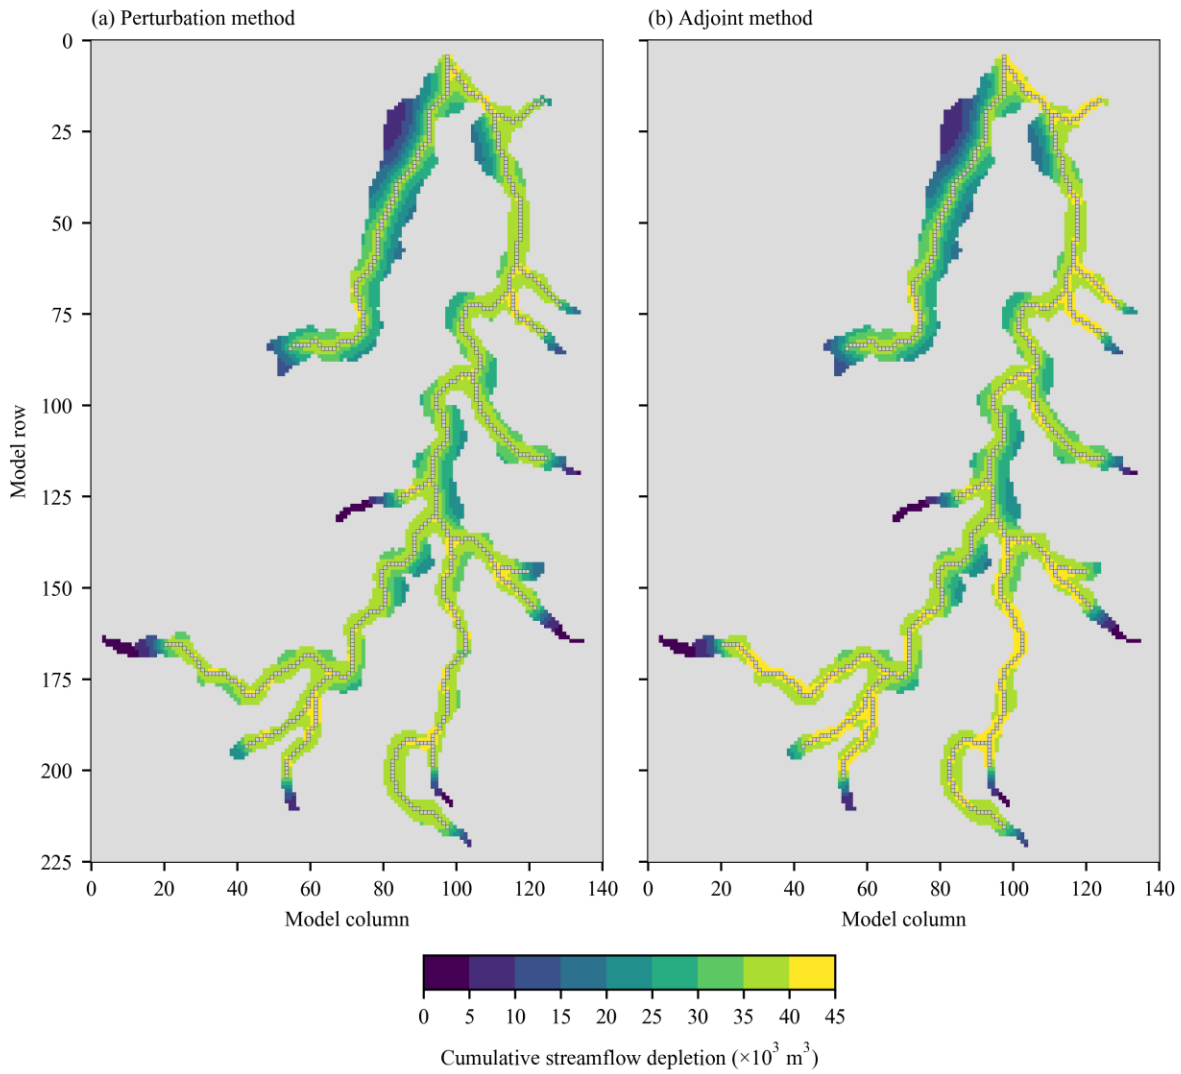 (a) Perturbation method
(b) Adjoint method
0
25
50
75
100
125
150
175
200
225
Model row
0 20 40 60 80 100 120 140
0 20 40 60 80 100 120 140
Model column
Model column
0 5 10 15 20 25 30 35 40 45
Cumulative streamflow depletion (×10³ m³)